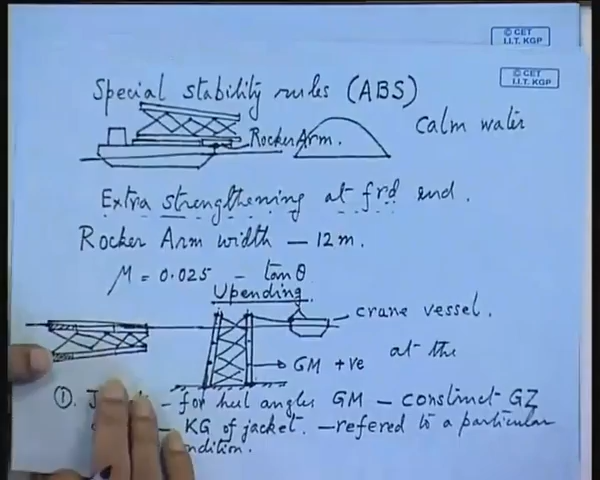 © CET
I.I.T. KGP
© CET
I.I.T. KGP
Special stability rules (ABS)
Calm water
Rocker Arm.
Extra strengthening at frd end.
Rocker Arm width — 12 m.
μ = 0.025 - tan θ
Upending.
crane vessel.
GM +ve at the
①. - for heel angles GM — construct GZ
KG of jacket. — refered to a particular
ndition.